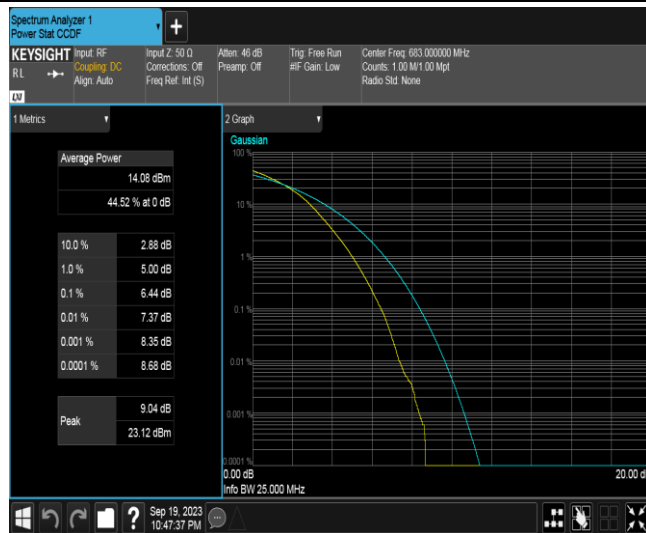 Spectrum Analyzer 1
Power Stat CCDF
+
KEYSIGHT
RL
Input: RF
Coupling: DC
Align: Auto
Input Z: 50 Ω
Corrections: Off
Freq Ref: Int (S)
Atten: 46 dB
Preamp: Off
Trig: Free Run
#IF Gain: Low
Center Freq: 683.000000 MHz
Counts: 1.00 M/1.00 Mpt
Radio Std: None
1 Metrics
Average Power
14.08 dBm
44.52 % at 0 dB
10.0 % 2.88 dB
1.0 % 5.00 dB
0.1 % 6.44 dB
0.01 % 7.37 dB
0.001 % 8.35 dB
0.0001 % 8.68 dB
Peak
9.04 dB
23.12 dBm
2 Graph
Gaussian
100 %
10 %
1 %
0.1 %
0.01 %
0.001 %
0.0001 %
0.00 dB 20.00 d
Info BW 25.000 MHz
?
Sep 19, 2023
10:47:37 PM